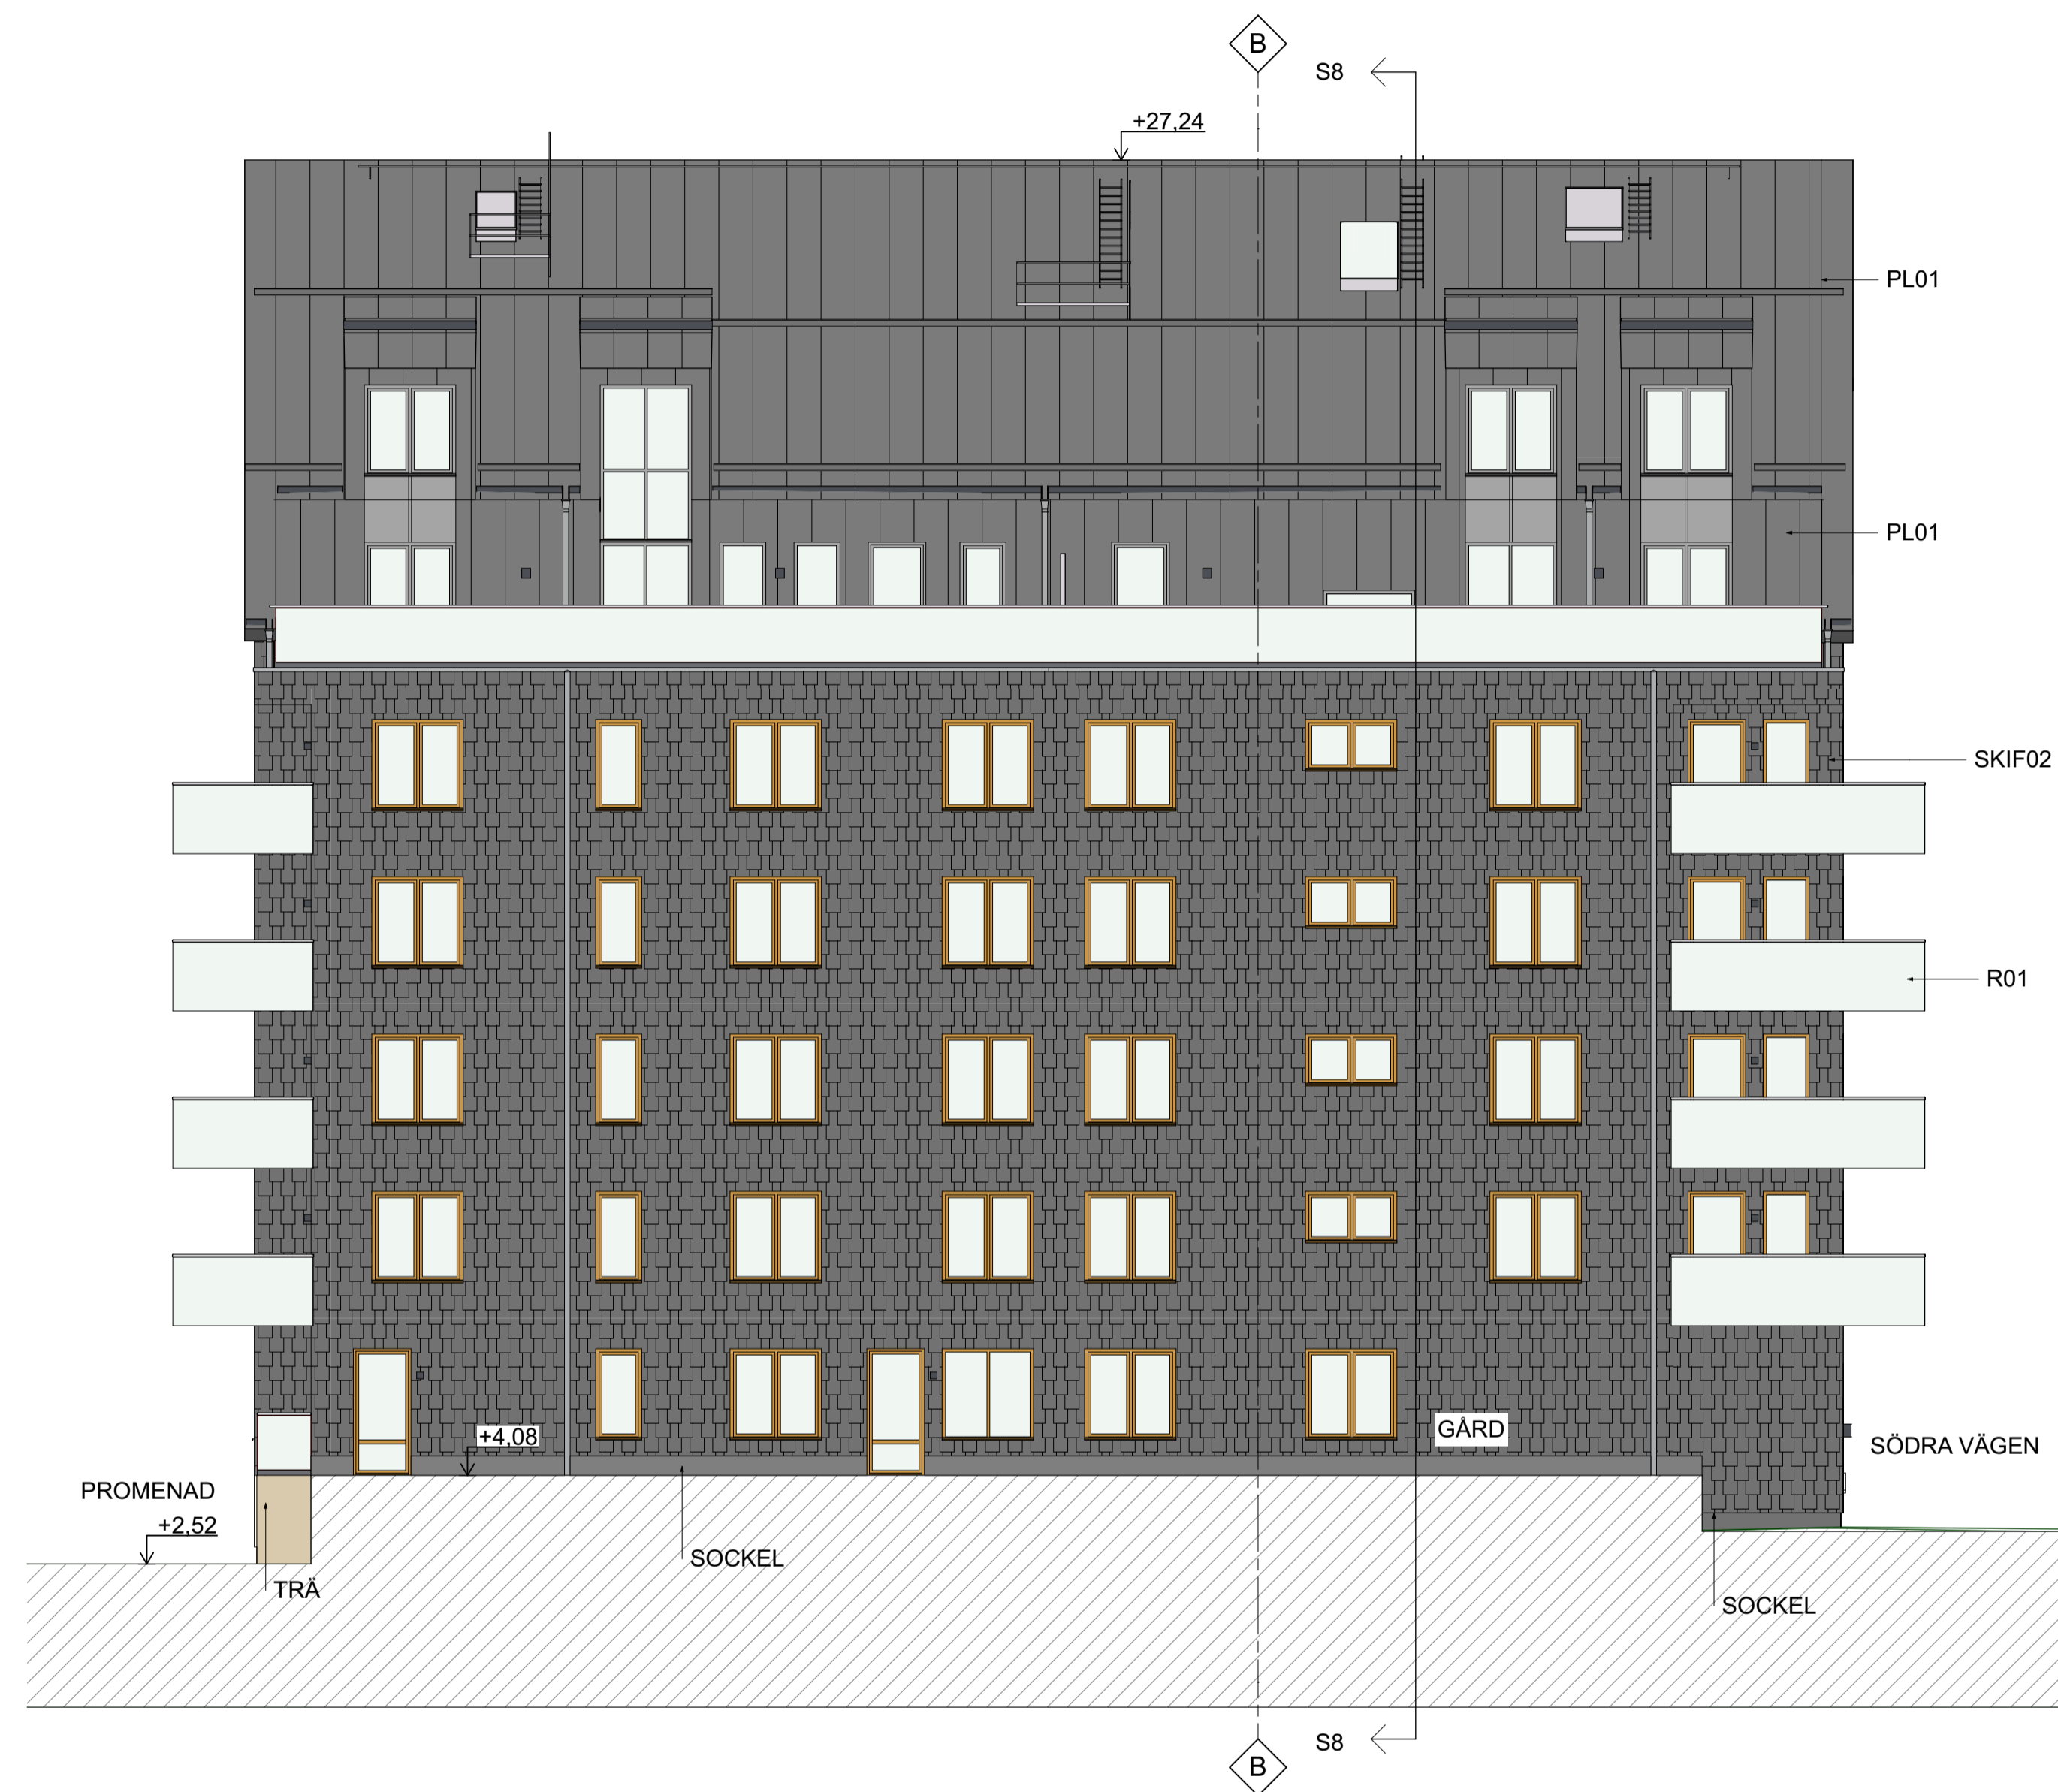 B
S8
+27,24
PL01
PL01
SKIF02
R01
GÅRD
+4,08
SÖDRA VÄGEN
PROMENAD
+2,52
SOCKEL
TRÄ
SOCKEL
S8
B